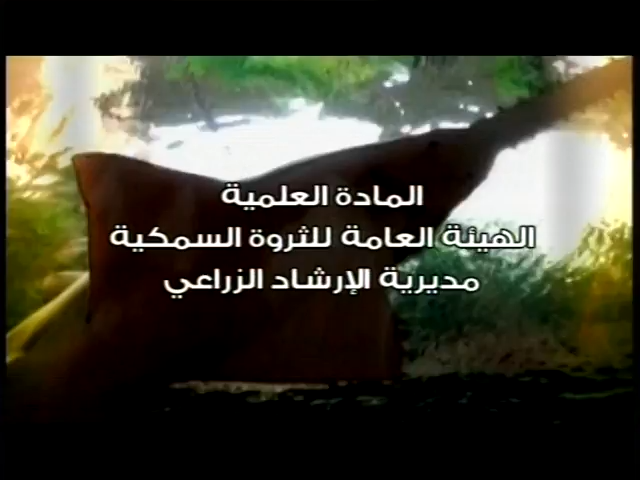 المادة العلمية
الهيئة العامة للثروة السمكية
مديرية الإرشاد الزراعي